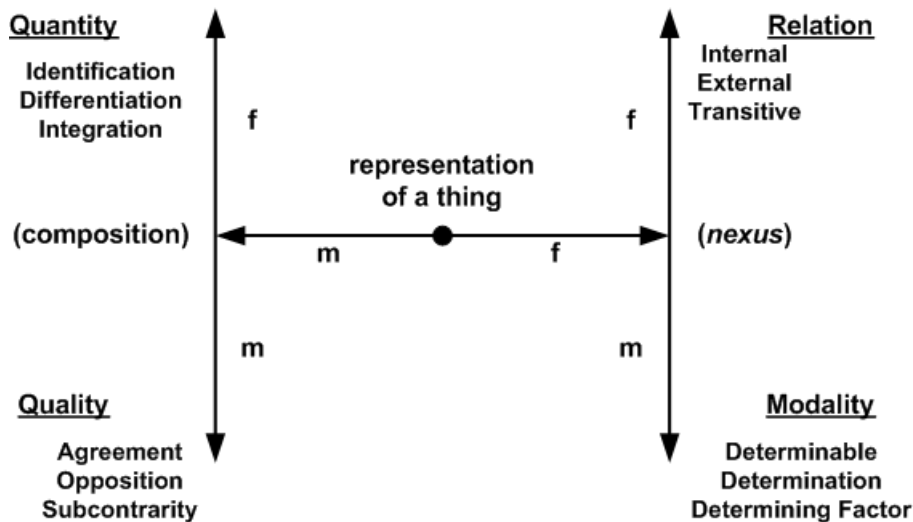 Quantity
Identification
Differentiation
Integration
f
Relation
Internal
External
Transitive
f
representation
of a thing
(composition)
m
f
(nexus)
m
m
Quality
Agreement
Opposition
Subcontrarity
Modality
Determinable
Determination
Determining Factor